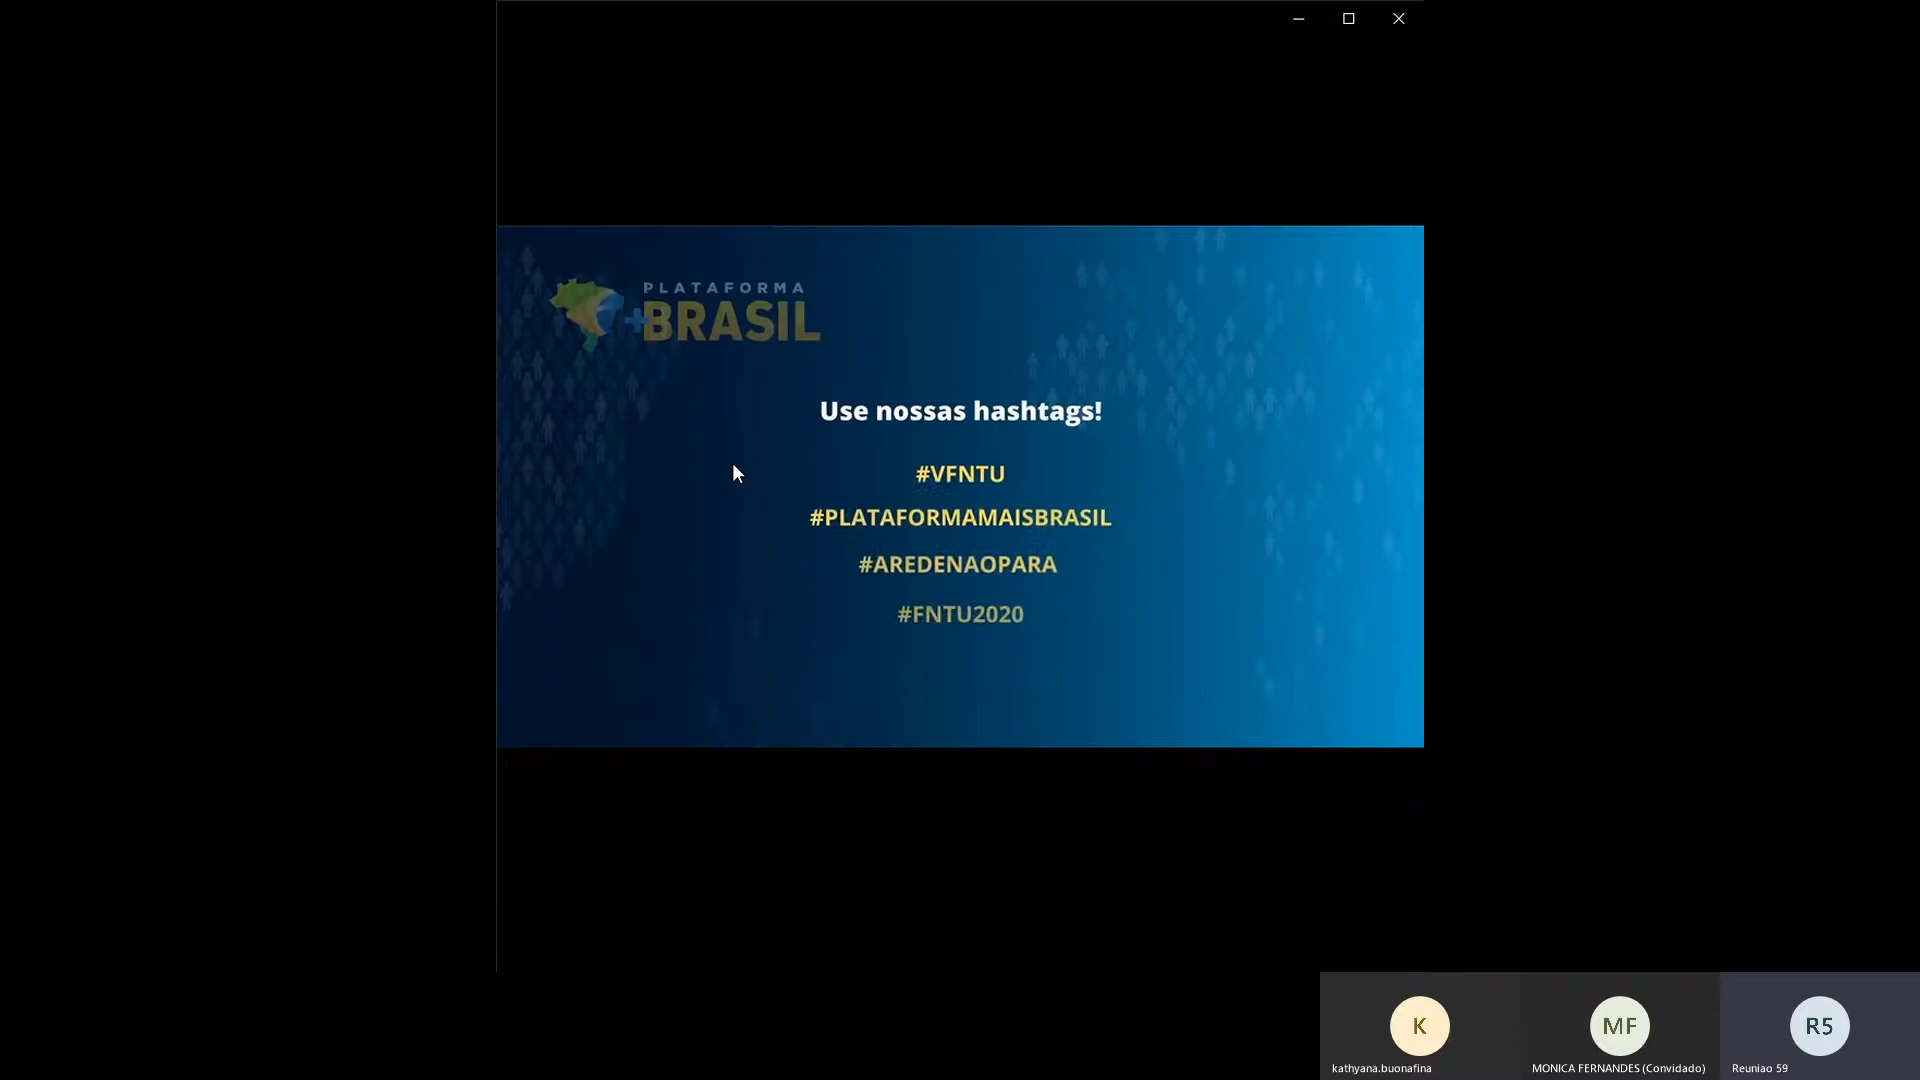 PLATAFORMA
+BRASIL
Use nossas hashtags!
#VFNTU
#PLATAFORMAMAISBRASIL
#AREDENAOPARA
#FNTU2020
K
MF
R5
kathyana.buonafina
MONICA FERNANDES (Convidado)
Reuniao 59